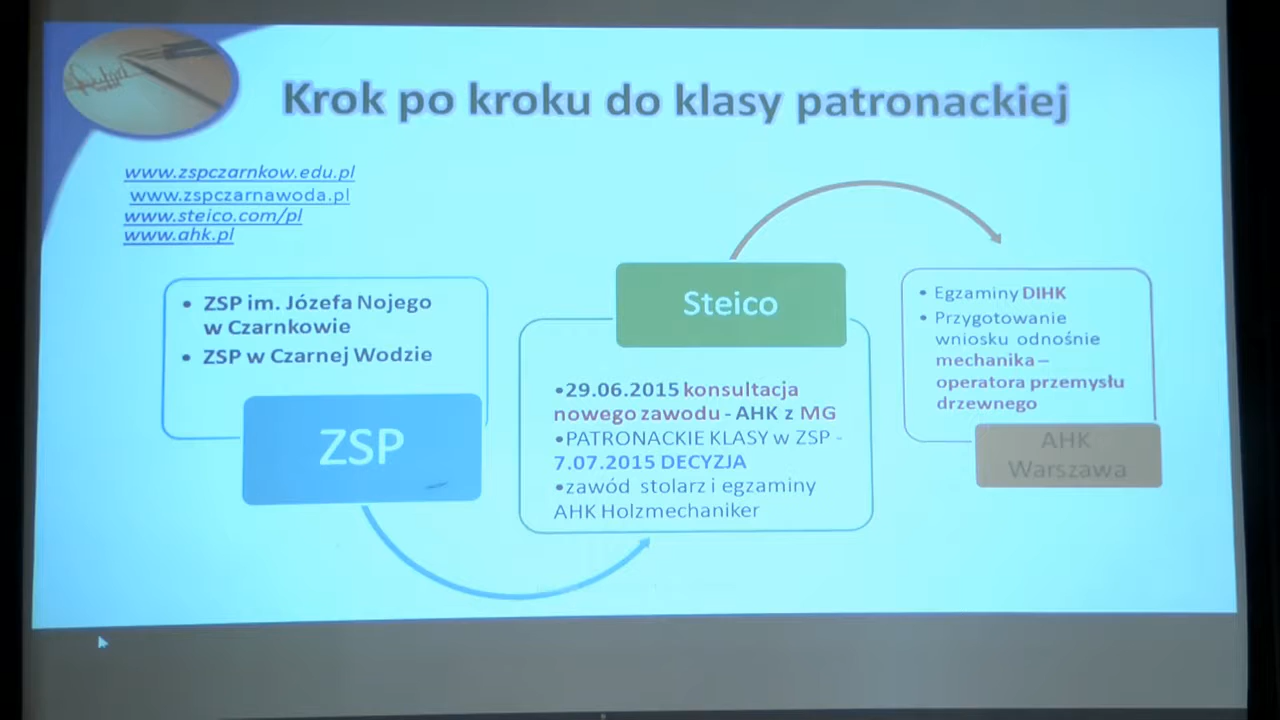 Krok po kroku do klasy patronackiej
www.zspczarnkow.edu.pl
www.zspczarnawoda.pl
www.steico.com/pl
www.ahk.pl
• ZSP im. Józefa Nojego
w Czarnkowie
• ZSP w Czarnej Wodzie
ZSP
Steico
•29.06.2015 konsultacja
nowego zawodu - AHK z MG
•PATRONACKIE KLASY w ZSP -
7.07.2015 DECYZJA
•zawód stolarz i egzaminy
AHK Holzmechaniker
• Egzaminy DIHK
• Przygotowanie
wniosku odnośnie
mechanika –
operatora przemysłu
drzewnego
AHK
Warszawa